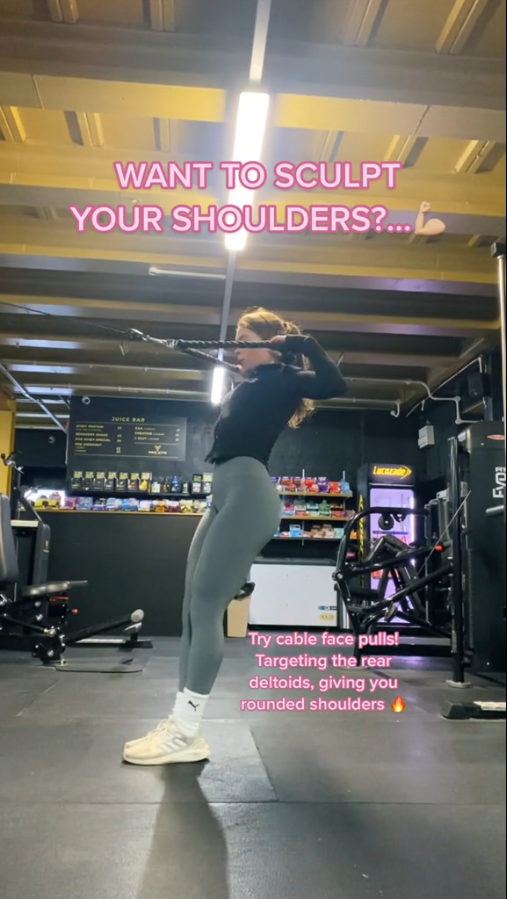 WANT TO SCULPT
YOUR SHOULDERS?...💪🏻
JUICE BAR
Lucozade
Try cable face pulls!
Targeting the rear
deltoids, giving you
rounded shoulders 🔥